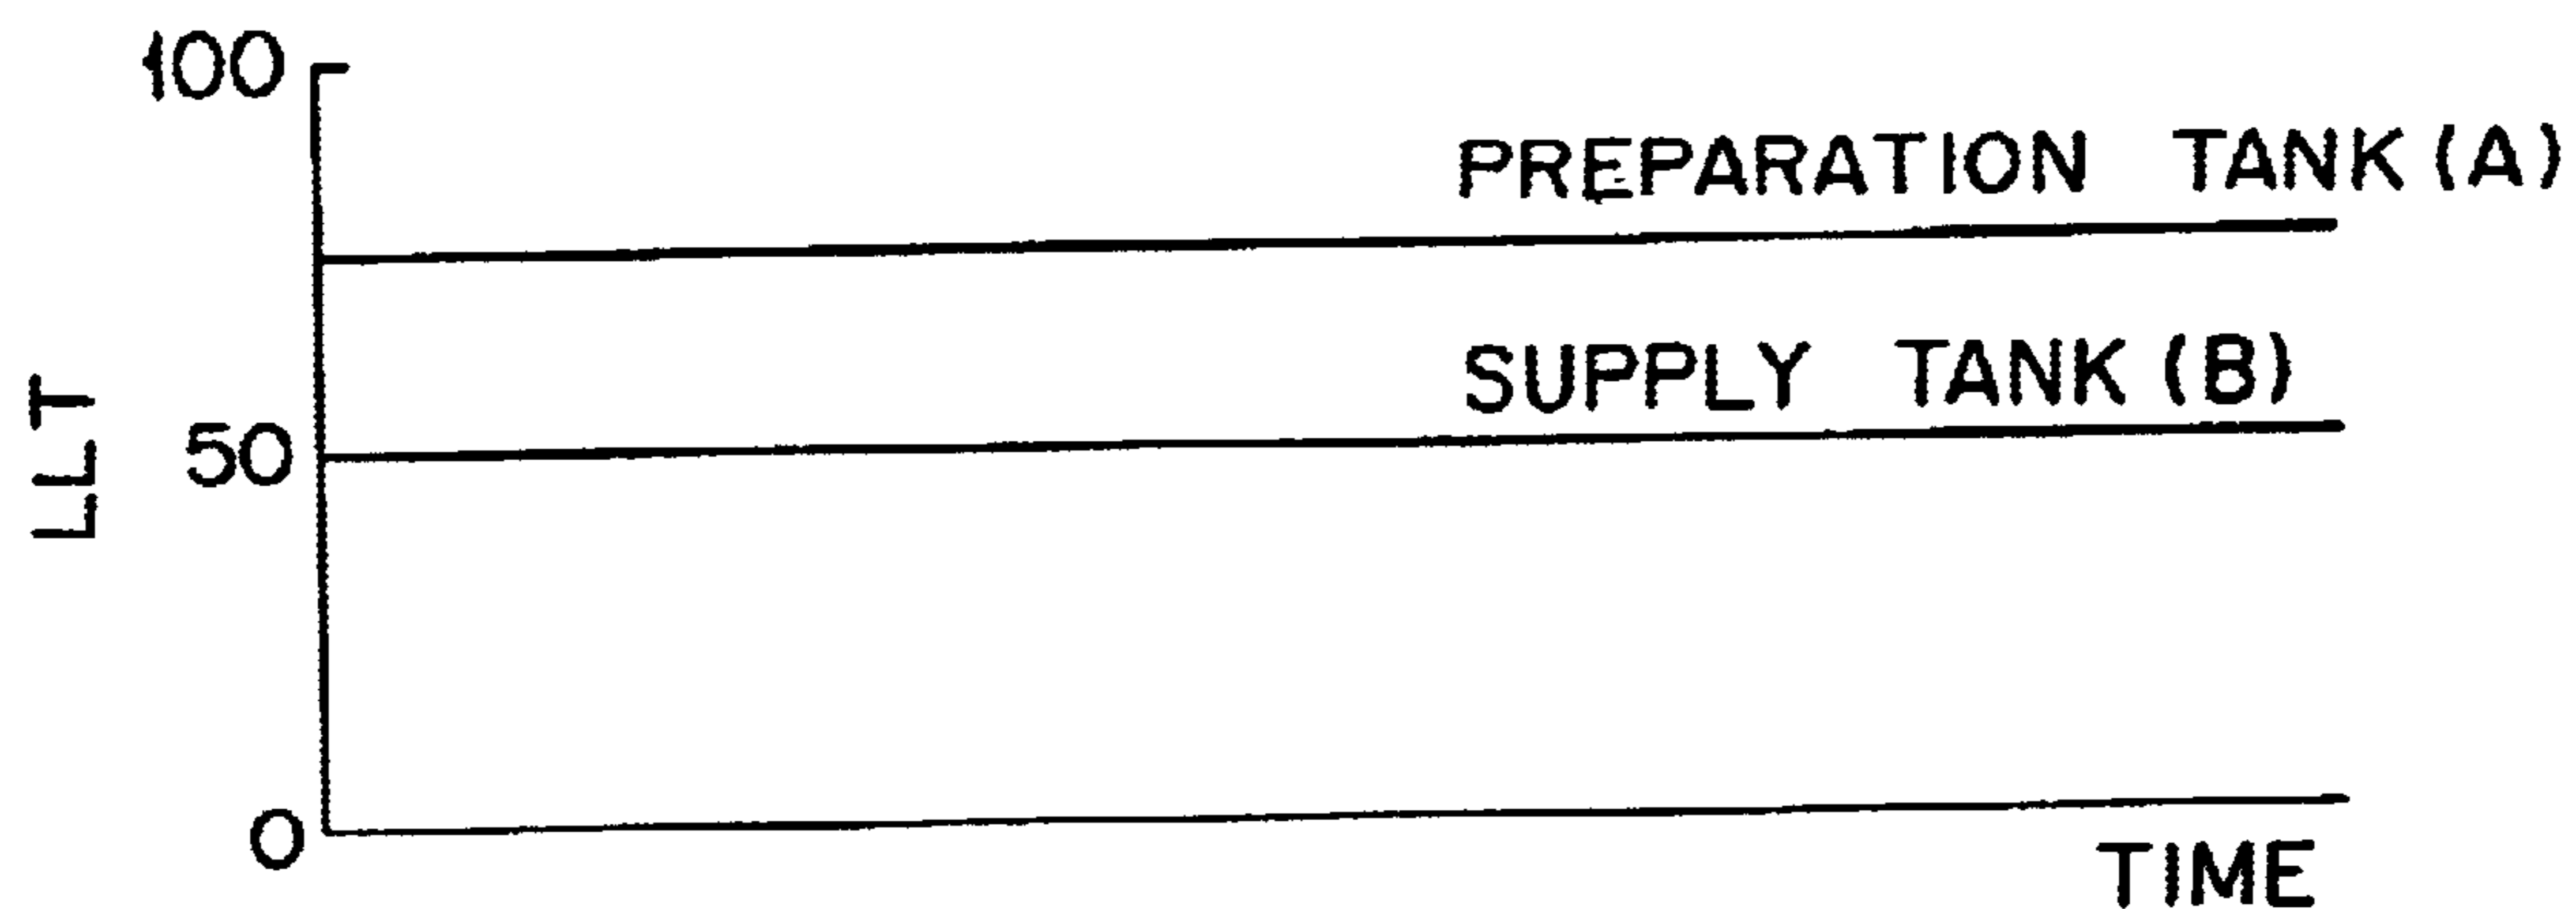 100
PREPARATION TANK (A)
SUPPLY TANK (B)
LLT
50
0
TIME